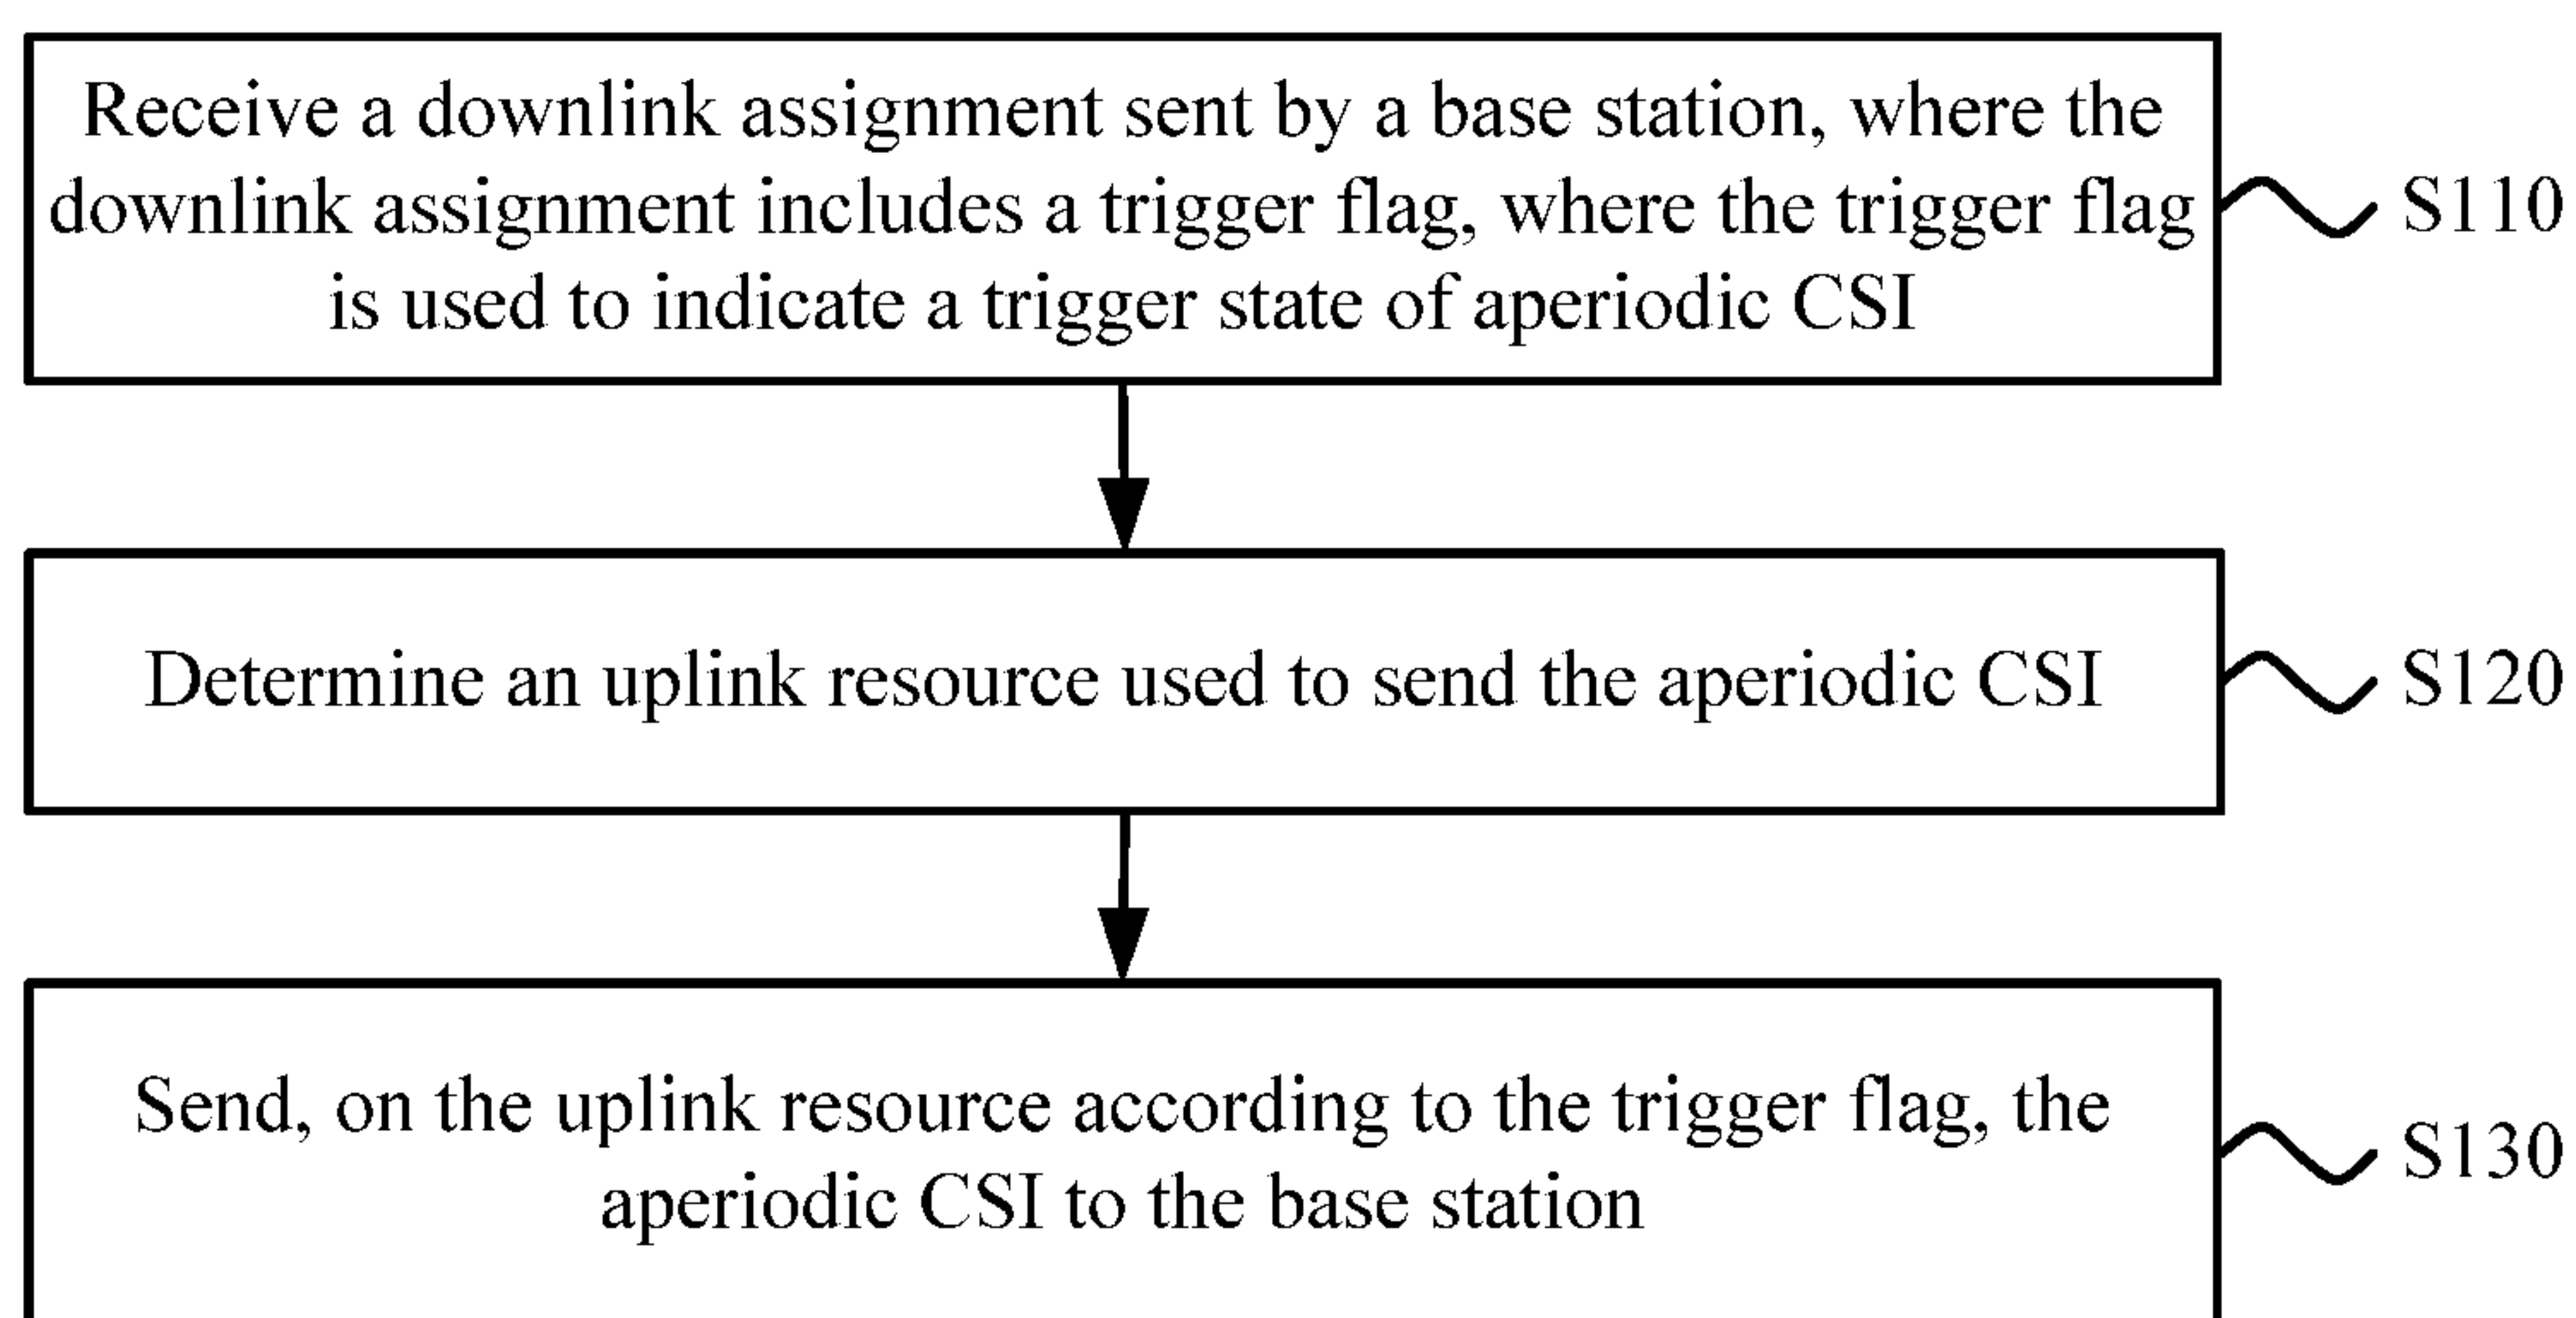 Receive a downlink assignment sent by a base station, where the
downlink assignment includes a trigger flag, where the trigger flag
is used to indicate a trigger state of aperiodic CSI
S110
Determine an uplink resource used to send the aperiodic CSI
S120
Send, on the uplink resource according to the trigger flag, the
aperiodic CSI to the base station
S130